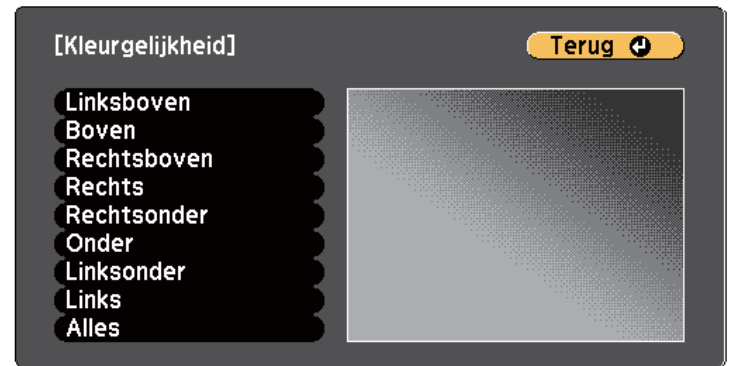 [Kleurgelijkheid]
Terug
Linksboven
Boven
Rechtsboven
Rechts
Rechtsonder
Onder
Linksonder
Links
Alles